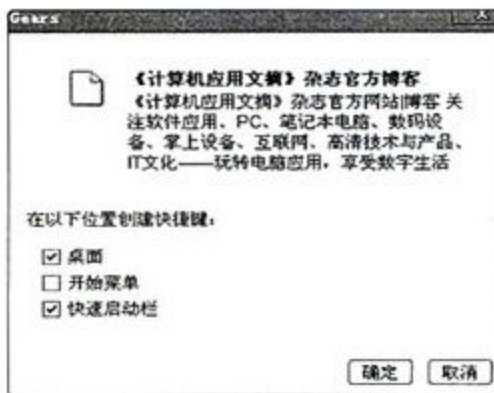 Gears
《计算机应用文摘》杂志官方博客
《计算机应用文摘》杂志官方网站|博客 关
注软件应用、PC、笔记本电脑、数码设
备、掌上设备、互联网、高清技术与产品、
IT文化——玩转电脑应用，享受数字生活
在以下位置创建快捷键：
桌面
开始菜单
快速启动栏
确定 取消